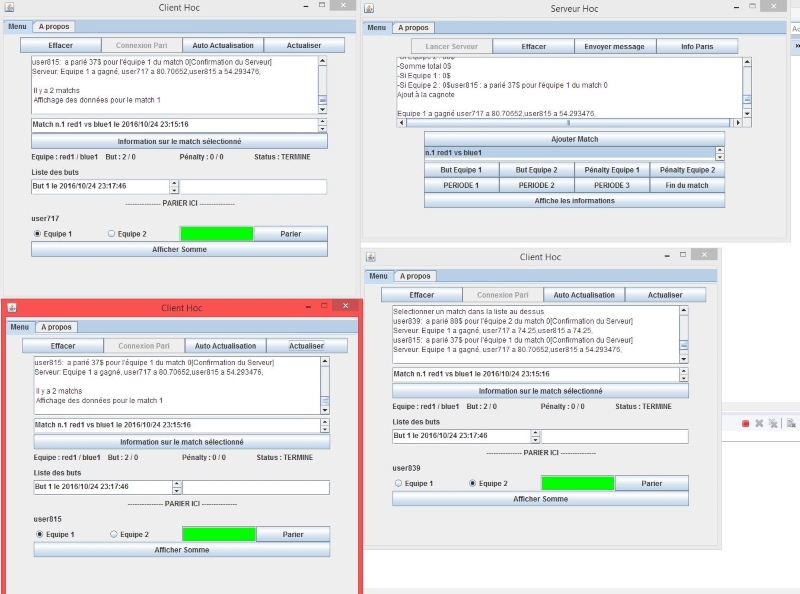 Client Hoc
Menu A propos
Effacer Connexion Pari Auto Actualisation Actualiser
user815: a parié 37$ pour l'équipe 1 du match 0[Confirmation du Serveur]
Serveur: Equipe 1 a gagné, user717 a 80.70652,user815 a 54.293476,
Il y a 2 matchs
Affichage des données pour le match 1
Match n.1 red1 vs blue1 le 2016/10/24 23:15:16
Information sur le match sélectionné
Equipe : red1 / blue1 But : 2 / 0 Pénalty : 0 / 0 Status : TERMINE
Liste des buts
But 1 le 2016/10/24 23:17:46
--------------- PARIER ICI ---------------
user717
Equipe 1 Equipe 2 Parier
Afficher Somme
Serveur Hoc
Menu A propos
Lancer Serveur Effacer Envoyer message Info Paris
-Somme total 0$
-Si Equipe 1 : 0$
-Si Equipe 2 : 0$user815 : a parié 37$ pour l'équipe 1 du match 0
Ajout à la cagnote
Equipe 1 a gagné user717 a 80.70652,user815 a 54.293476,
Ajouter Match
n.1 red1 vs blue1
But Equipe 1 But Equipe 2 Pénalty Equipe 1 Pénalty Equipe 2
PERIODE 1 PERIODE 2 PERIODE 3 Fin du match
Affiche les informations
Client Hoc
Menu A propos
Effacer Connexion Pari Auto Actualisation Actualiser
user815: a parié 37$ pour l'équipe 1 du match 0[Confirmation du Serveur]
Serveur: Equipe 1 a gagné, user717 a 80.70652,user815 a 54.293476,
Il y a 2 matchs
Affichage des données pour le match 1
Match n.1 red1 vs blue1 le 2016/10/24 23:15:16
Information sur le match sélectionné
Equipe : red1 / blue1 But : 2 / 0 Pénalty : 0 / 0 Status : TERMINE
Liste des buts
But 1 le 2016/10/24 23:17:46
--------------- PARIER ICI ---------------
user815
Equipe 1 Equipe 2 Parier
Afficher Somme
Client Hoc
Menu A propos
Effacer Connexion Pari Auto Actualisation Actualiser
Selectionner un match dans la liste au dessus
user839: a parié 88$ pour l'équipe 2 du match 0[Confirmation du Serveur]
Serveur: Equipe 1 a gagné, user717 a 74.25,user815 a 74.25,
user815: a parié 37$ pour l'équipe 1 du match 0[Confirmation du Serveur]
Serveur: Equipe 1 a gagné, user717 a 80.70652,user815 a 54.293476,
Match n.1 red1 vs blue1 le 2016/10/24 23:15:16
Information sur le match sélectionné
Equipe : red1 / blue1 But : 2 / 0 Pénalty : 0 / 0 Status : TERMINE
Liste des buts
But 1 le 2016/10/24 23:17:46
--------------- PARIER ICI ---------------
user839
Equipe 1 Equipe 2 Parier
Afficher Somme